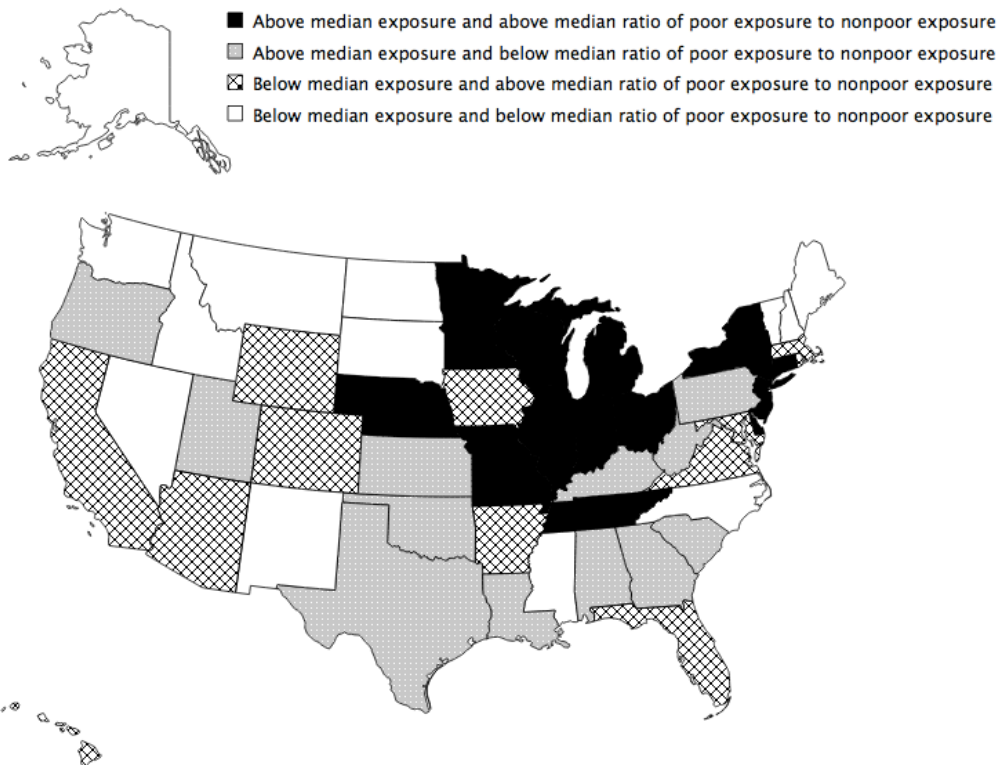 Above median exposure and above median ratio of poor exposure to nonpoor exposure
Above median exposure and below median ratio of poor exposure to nonpoor exposure
Below median exposure and above median ratio of poor exposure to nonpoor exposure
Below median exposure and below median ratio of poor exposure to nonpoor exposure